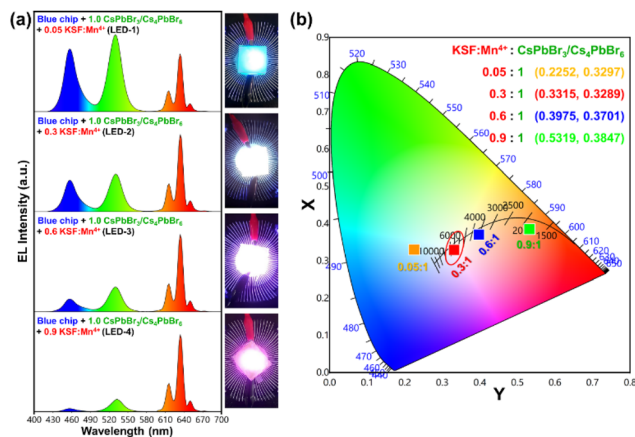 (a)
Blue chip + 1.0 CsPbBr₃/Cs₄PbBr₆
+ 0.05 KSF:Mn⁴⁺ (LED-1)
Blue chip + 1.0 CsPbBr₃/Cs₄PbBr₆
+ 0.3 KSF:Mn⁴⁺ (LED-2)
Blue chip + 1.0 CsPbBr₃/Cs₄PbBr₆
+ 0.6 KSF:Mn⁴⁺ (LED-3)
Blue chip + 1.0 CsPbBr₃/Cs₄PbBr₆
+ 0.9 KSF:Mn⁴⁺ (LED-4)
EL Intensity (a.u.)
400 430 460 490 520 550 580 610 640 670 700
Wavelength (nm)
(b)
KSF:Mn⁴⁺ : CsPbBr₃/Cs₄PbBr₆
0.05 : 1 (0.2252, 0.3297)
0.3 : 1 (0.3315, 0.3289)
0.6 : 1 (0.3975, 0.3701)
0.9 : 1 (0.5319, 0.3847)
0.9
0.8
0.7
0.6
0.5
0.5
0.4
0.3
0.2
0.1
0.0
X
520
530
540
550
560
570
580
590
600
610
620
510
500
490
480
470
460
10000
6000
4000
3000
2500
20
1500
0.05:1
0.3:1
0.6:1
0.9:1
0.0 0.1 0.2 0.3 0.4 0.5 0.6 0.7 0.8
Y